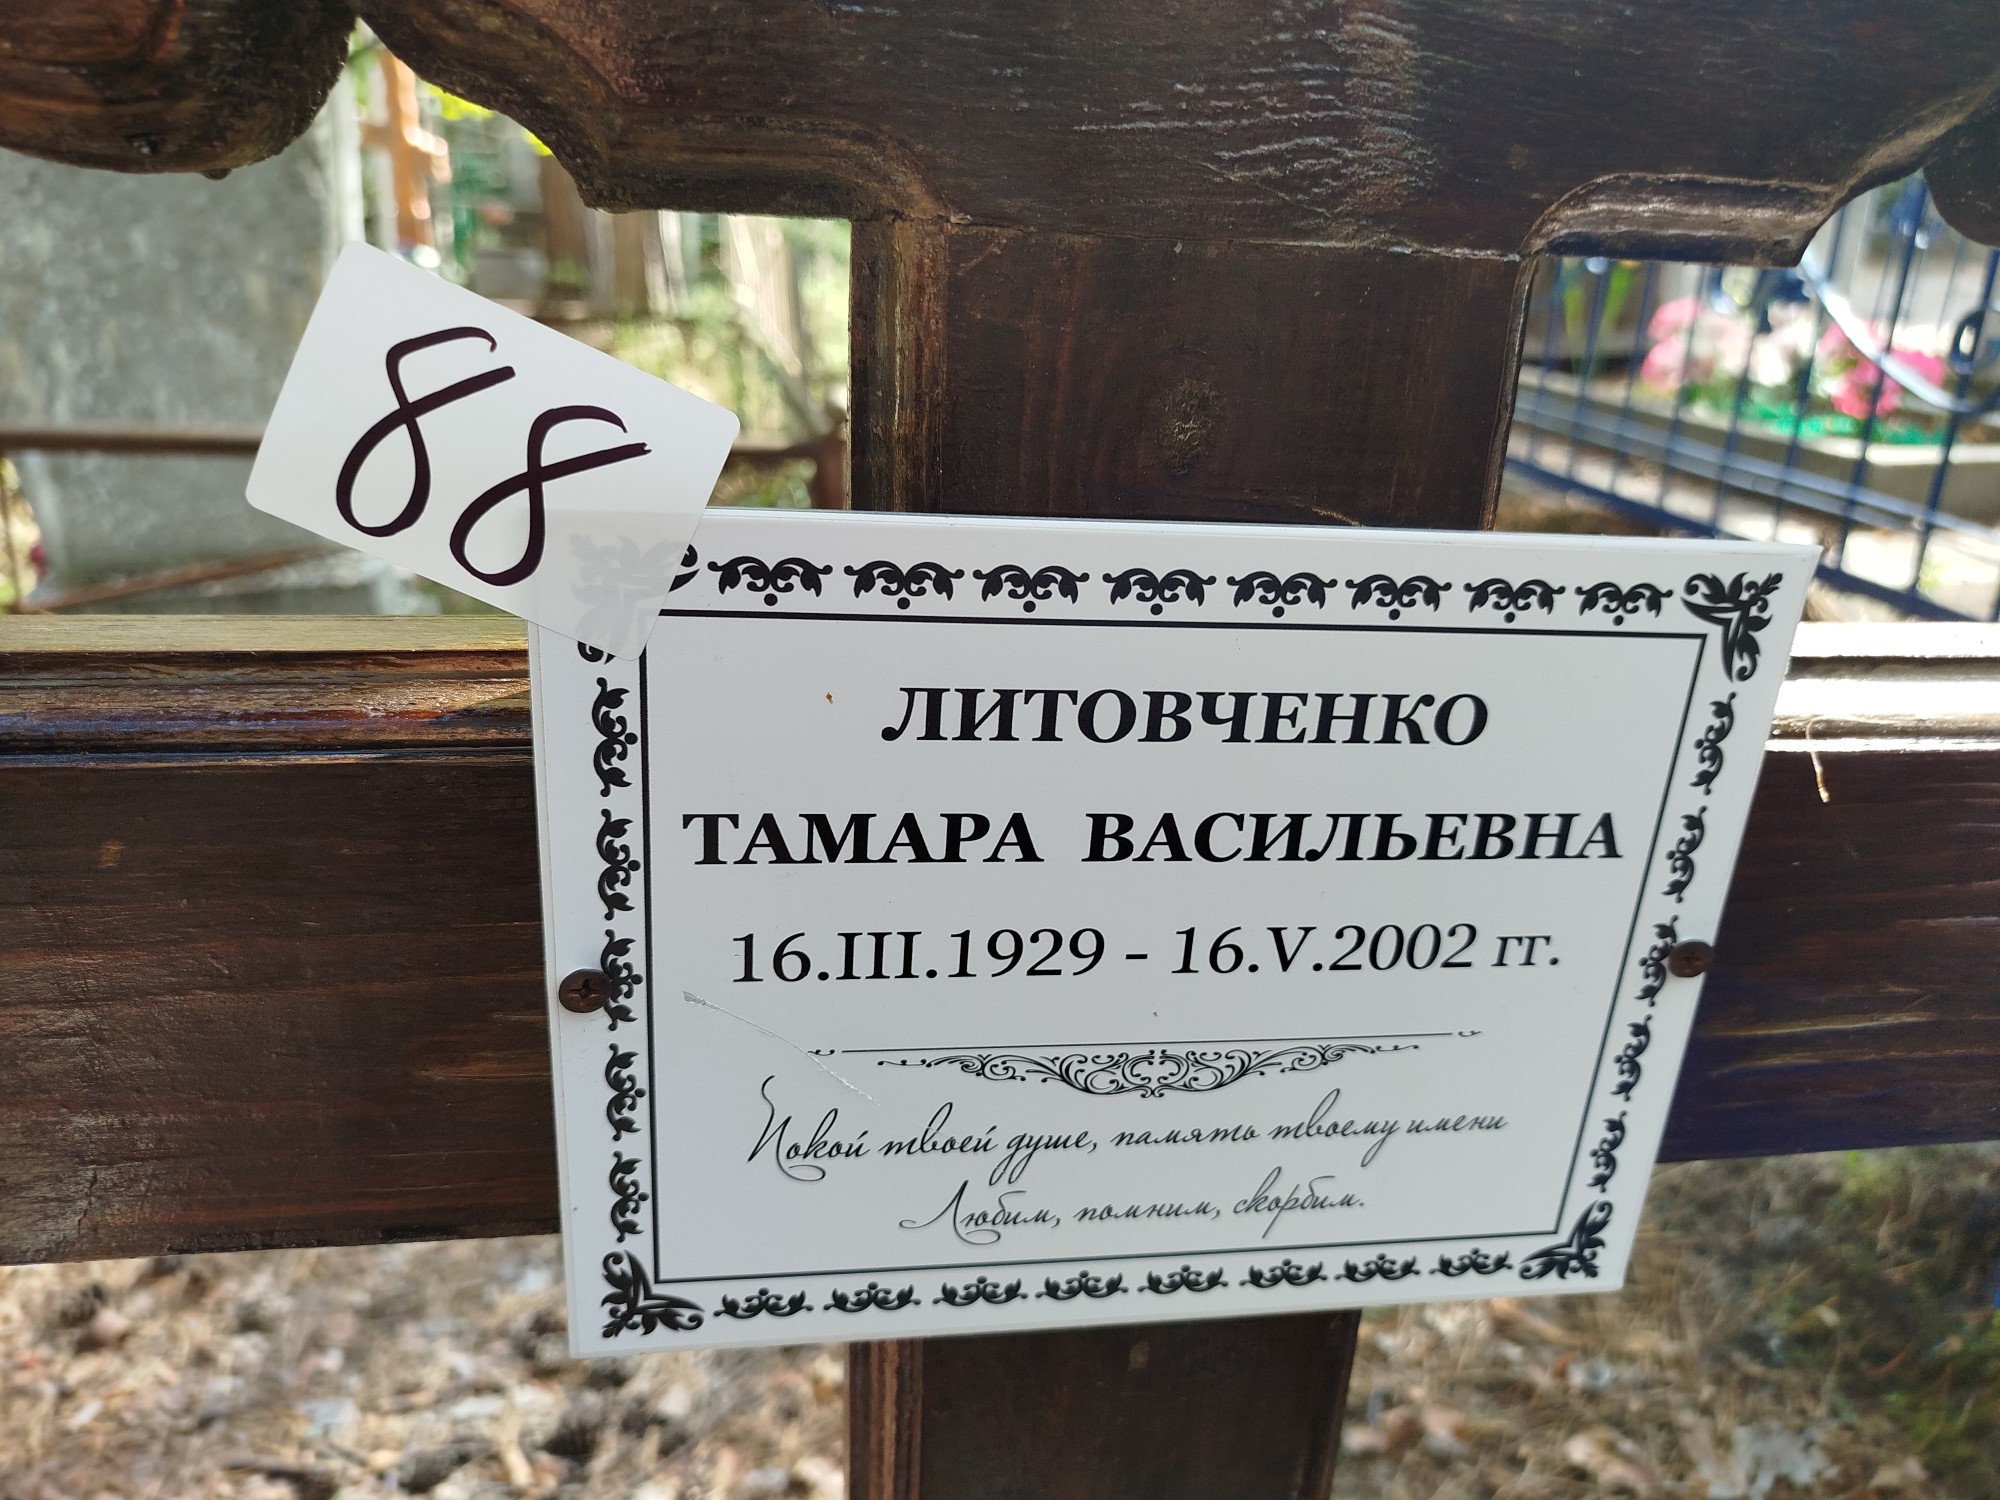 88
ЛИТОВЧЕНКО
ТАМАРА ВАСИЛЬЕВНА
16.III.1929 - 16.V.2002 гг.
Покой твоей душе, память твоему имени
Любим, помним, скорбим.